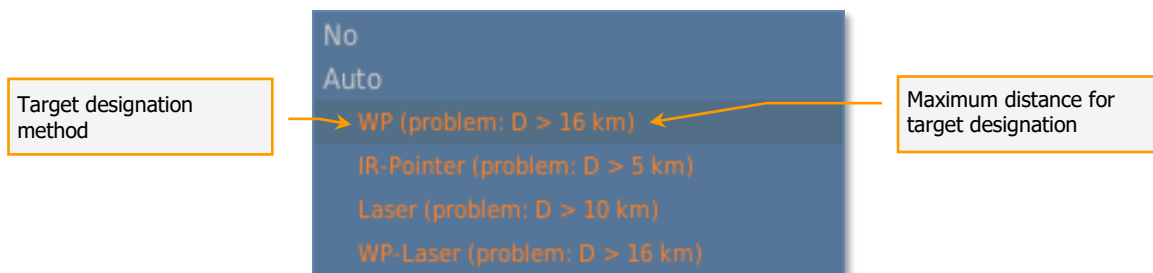 No
Auto
Target designation
method
WP (problem: D > 16 km)
Maximum distance for
target designation
IR-Pointer (problem: D > 5 km)
Laser (problem: D > 10 km)
WP-Laser (problem: D > 16 km)